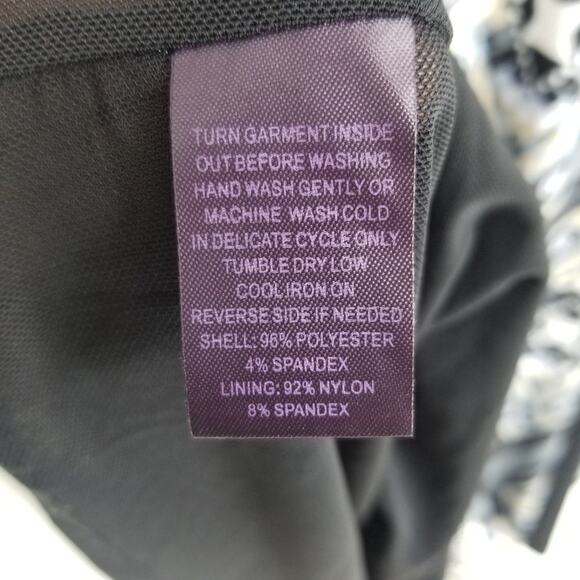 TURN GARMENT INSIDE
OUT BEFORE WASHING
HAND WASH GENTLY OR
MACHINE WASH COLD
IN DELICATE CYCLE ONLY
TUMBLE DRY LOW
COOL IRON ON
REVERSE SIDE IF NEEDED
SHELL: 96% POLYESTER
4% SPANDEX
LINING: 92% NYLON
8% SPANDEX